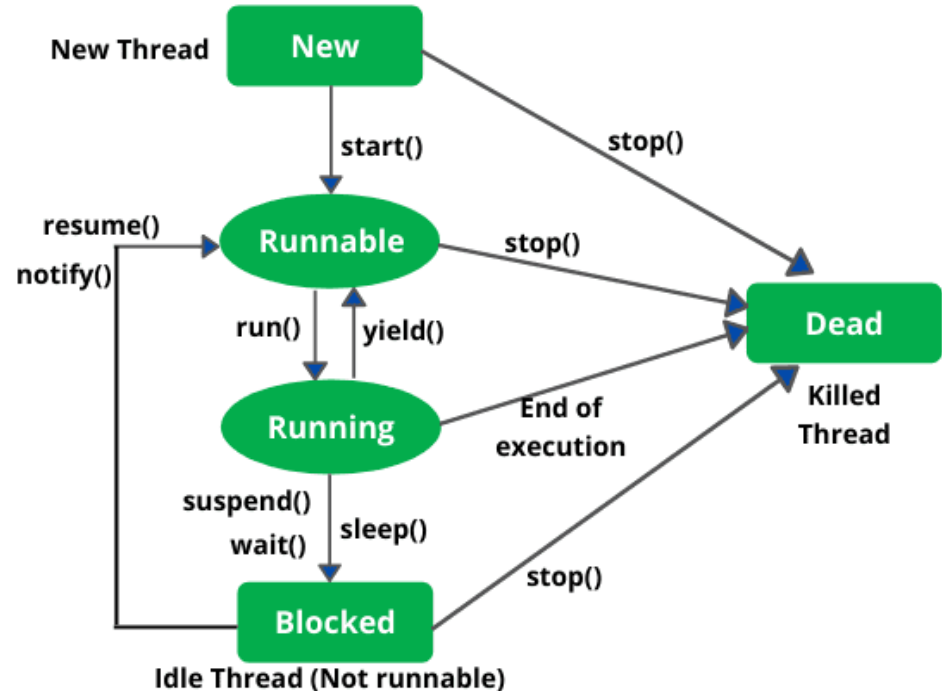 New Thread
New
start()
stop()
resume()
notify()
Runnable
stop()
run()
yield()
Dead
Killed
Thread
Running
End of
execution
suspend()
wait()
sleep()
stop()
Blocked
Idle Thread (Not runnable)